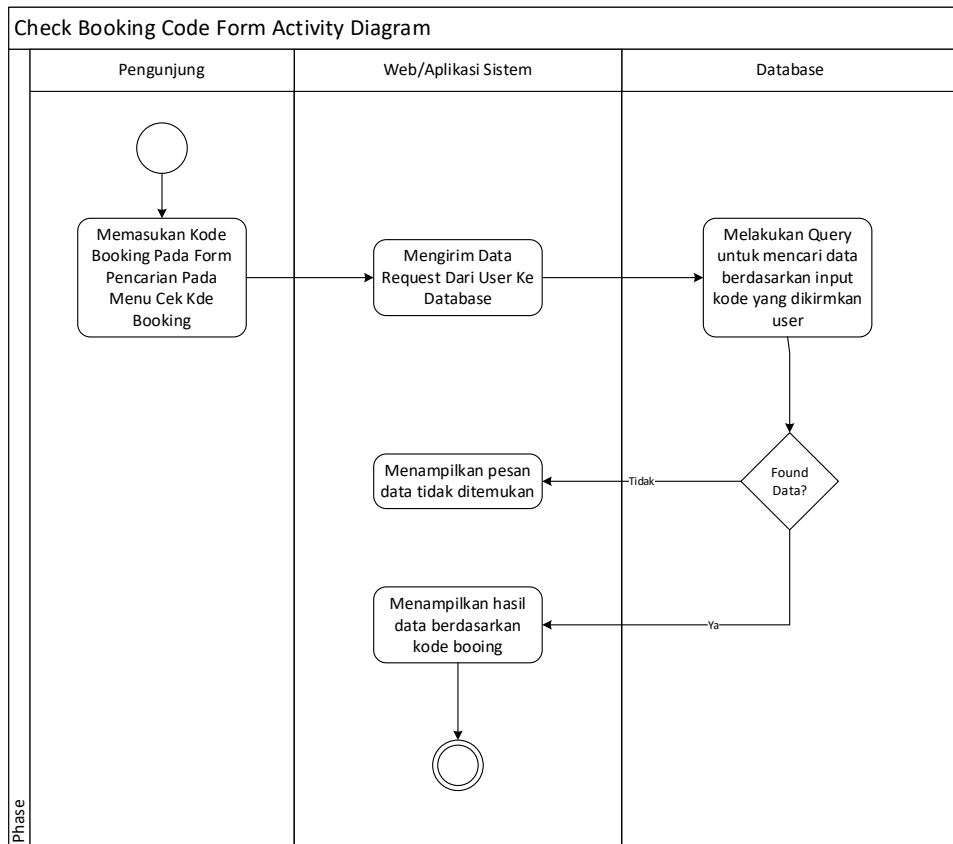 Check Booking Code Form Activity Diagram
Pengunjung
Web/Aplikasi Sistem
Database
Memasukan Kode
Booking Pada Form
Pencarian Pada
Menu Cek Kde
Booking
Mengirim Data
Request Dari User Ke
Database
Melakukan Query
untuk mencari data
berdasarkan input
kode yang dikirmkan
user
Found
Data?
Tidak
Menampilkan pesan
data tidak ditemukan
Ya
Menampilkan hasil
data berdasarkan
kode booing
Phase